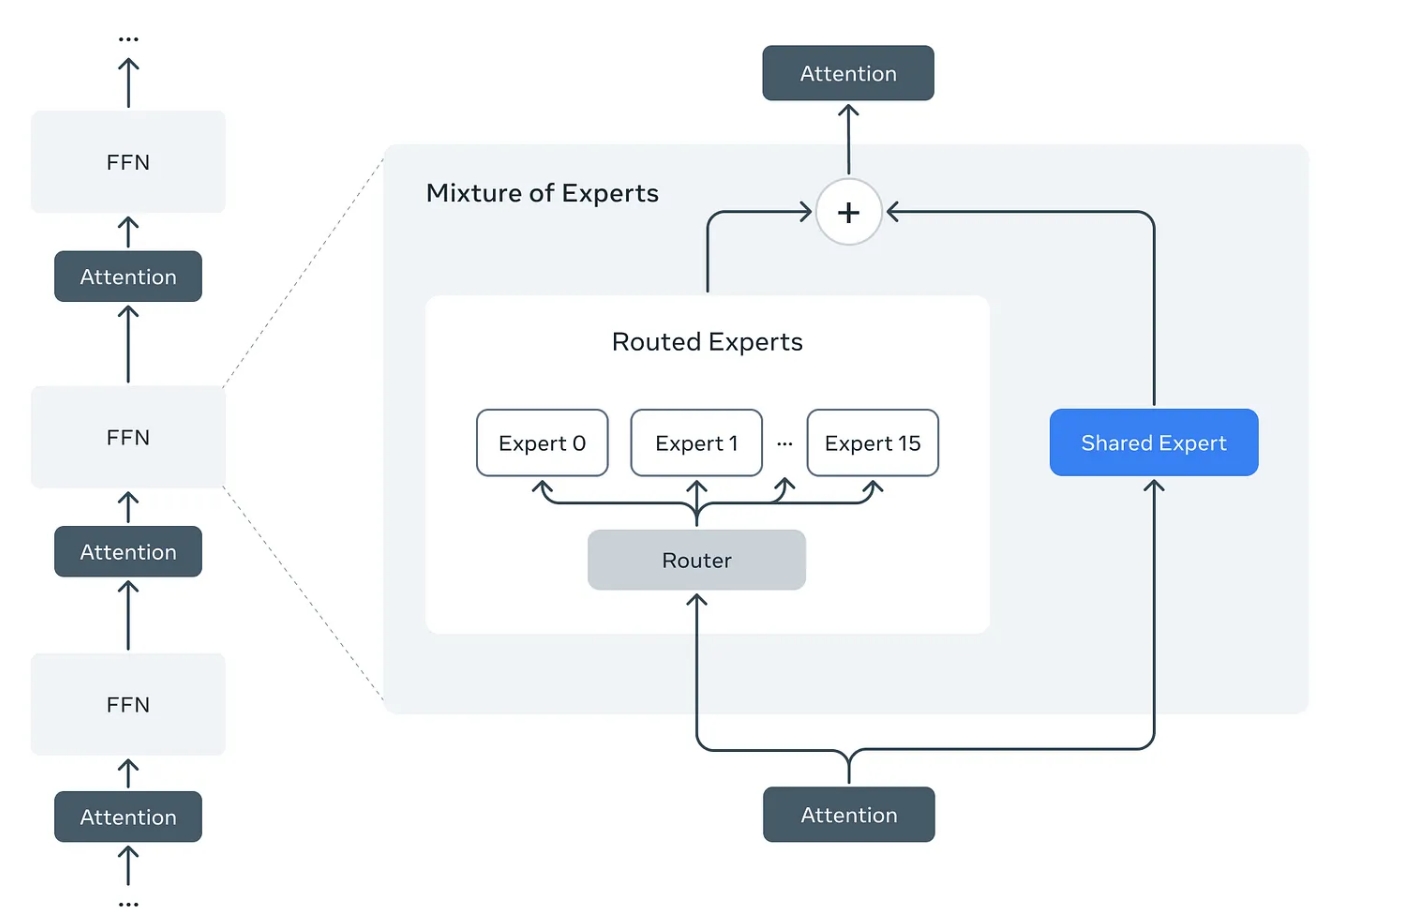 ...
FFN
Attention
FFN
Attention
FFN
Attention
...
Attention
Mixture of Experts
+
Routed Experts
Expert 0
Expert 1
...
Expert 15
Shared Expert
Router
Attention